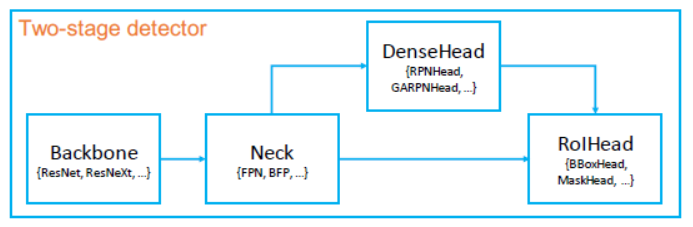 Two-stage detector
DenseHead
{RPNHead,
GARPNHead, ...}
Backbone
{ResNet, ResNeXt, ...}
Neck
{FPN, BFP, ...}
RoIHead
{BBoxHead,
MaskHead, ...}